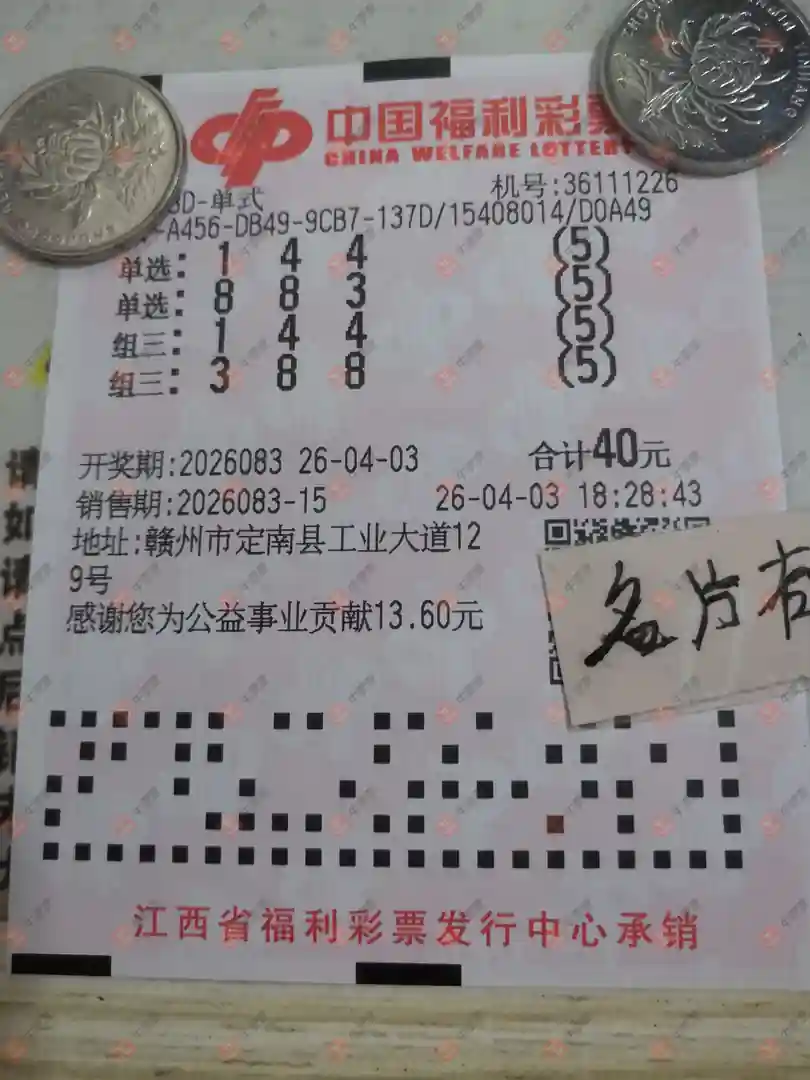 中国福利彩票
CHINA WELFARE LOTTERY
3D-单式 机号:36111226
-A456-DB49-9CB7-137D/15408014/D0A49
单选: 1 4 4 (5)
单选: 8 8 3 (5)
组三: 1 4 4 (5)
组三: 3 8 8 (5)
开奖期:2026083 26-04-03 合计40元
销售期:2026083-15 26-04-03 18:28:43
地址:赣州市定南县工业大道12
9号
感谢您为公益事业贡献13.60元
名片有
江西省福利彩票发行中心承销